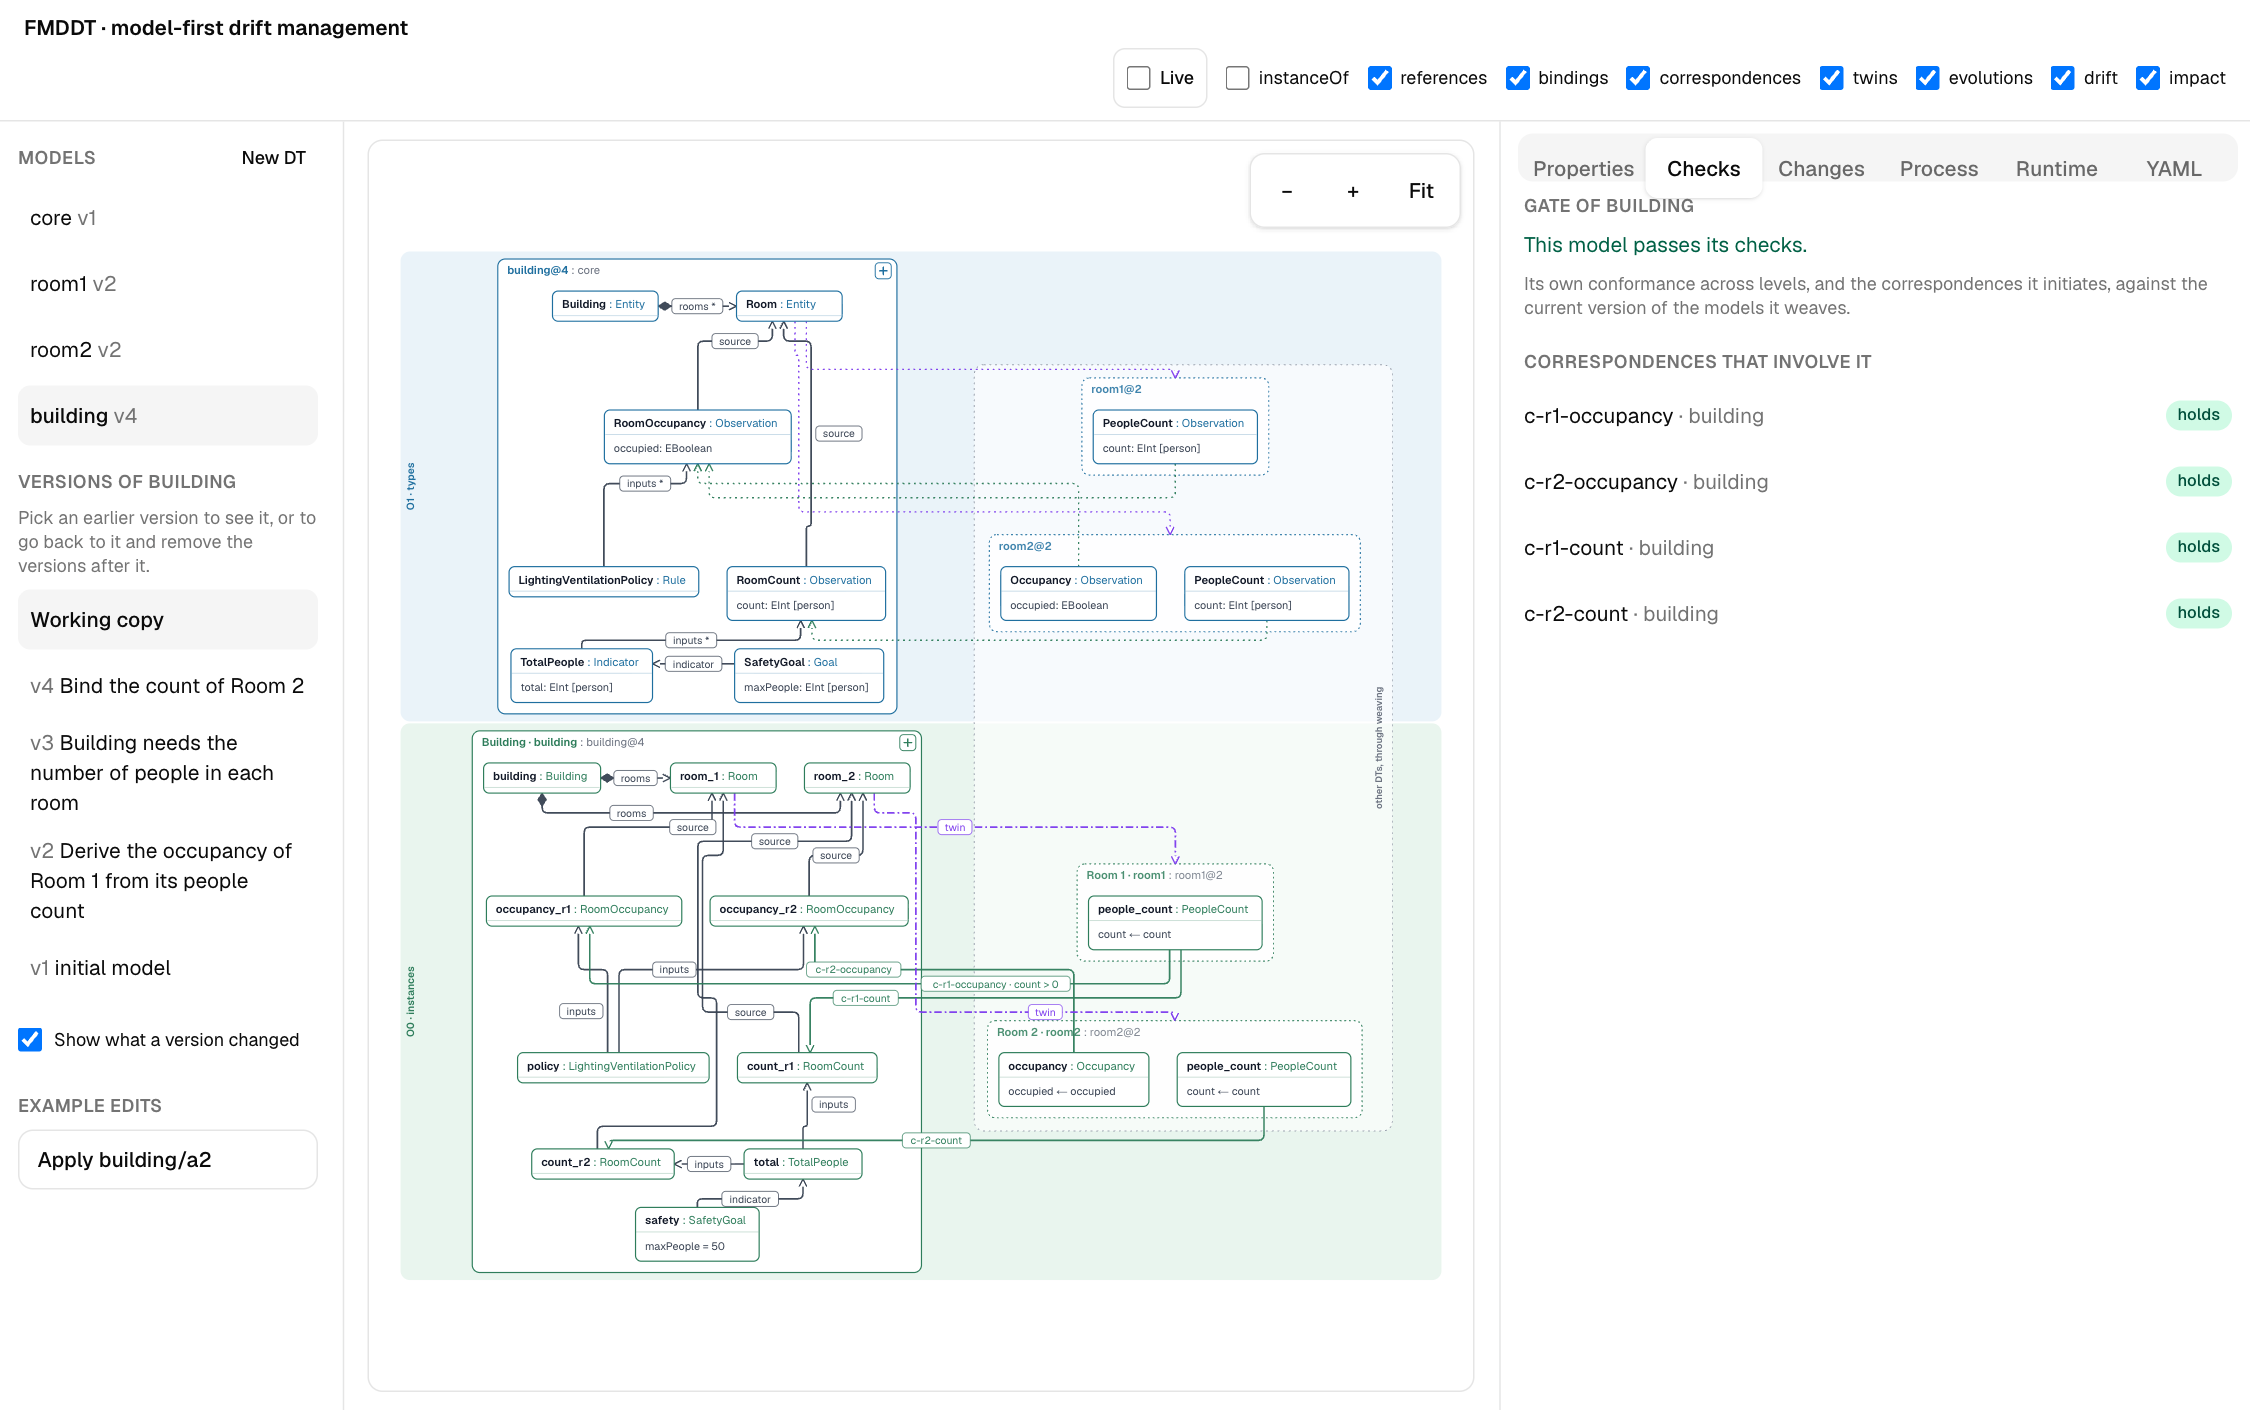 FMDDT · model-first drift management
Live
instanceOf
references
bindings
correspondences
twins
evolutions
drift
impact
MODELS
New DT
core v1
room1 v2
room2 v2
building v4
VERSIONS OF BUILDING
Pick an earlier version to see it, or to
go back to it and remove the
versions after it.
Working copy
v4 Bind the count of Room 2
v3 Building needs the
number of people in each
room
v2 Derive the occupancy of
Room 1 from its people
count
v1 initial model
Show what a version changed
EXAMPLE EDITS
Apply building/a2
−
+
Fit
O1 · types
building@4 : core
+
Building : Entity
rooms *
Room : Entity
source
room1@2
RoomOccupancy : Observation
occupied: EBoolean
source
PeopleCount : Observation
count: EInt [person]
inputs *
room2@2
LightingVentilationPolicy : Rule
RoomCount : Observation
count: EInt [person]
Occupancy : Observation
occupied: EBoolean
PeopleCount : Observation
count: EInt [person]
inputs *
TotalPeople : Indicator
total: EInt [person]
indicator
SafetyGoal : Goal
maxPeople: EInt [person]
other DTs, through weaving
O0 · instances
Building · building : building@4
+
building : Building
rooms
room_1 : Room
room_2 : Room
rooms
source
twin
source
source
Room 1 · room1 : room1@2
occupancy_r1 : RoomOccupancy
occupancy_r2 : RoomOccupancy
people_count : PeopleCount
count ← count
inputs
c-r2-occupancy
c-r1-occupancy · count > 0
c-r1-count
inputs
source
twin
Room 2 · room2 : room2@2
policy : LightingVentilationPolicy
count_r1 : RoomCount
occupancy : Occupancy
occupied ← occupied
people_count : PeopleCount
count ← count
inputs
c-r2-count
count_r2 : RoomCount
inputs
total : TotalPeople
indicator
safety : SafetyGoal
maxPeople = 50
Properties
Checks
Changes
Process
Runtime
YAML
GATE OF BUILDING
This model passes its checks.
Its own conformance across levels, and the correspondences it initiates, against the
current version of the models it weaves.
CORRESPONDENCES THAT INVOLVE IT
c-r1-occupancy · building
holds
c-r2-occupancy · building
holds
c-r1-count · building
holds
c-r2-count · building
holds